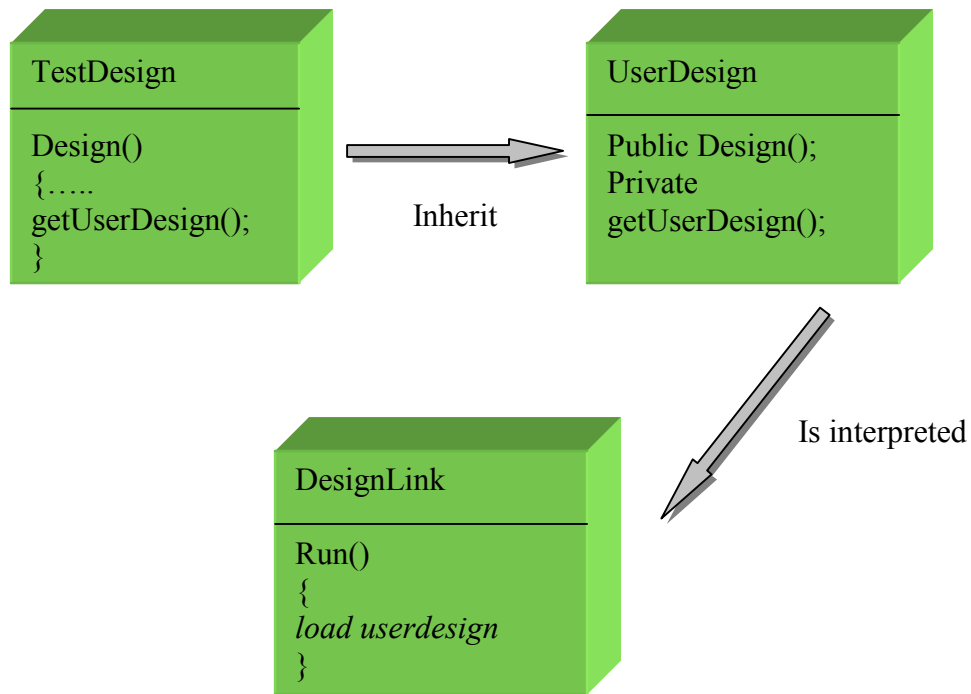 TestDesign
Design()
{…..
getUserDesign();
}
Inherit
UserDesign
Public Design();
Private
getUserDesign();
Is interpreted
DesignLink
Run()
{
load userdesign
}